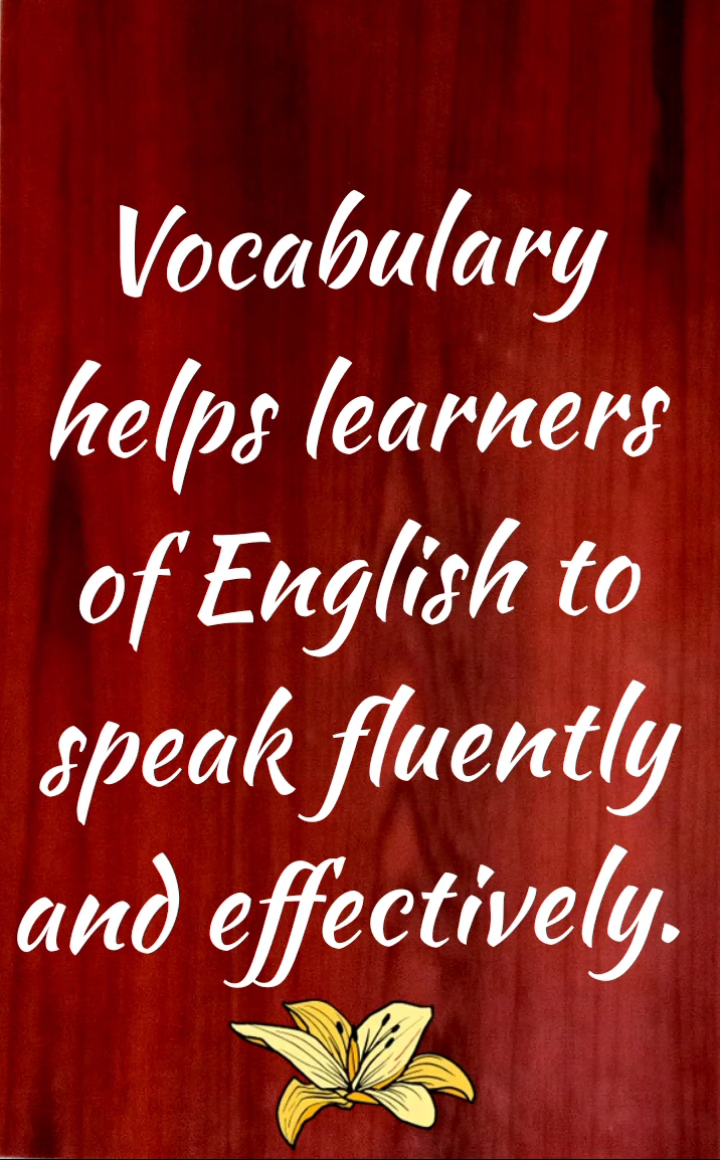 Vocabulary
helps learners
of English to
speak fluently
and effectively.